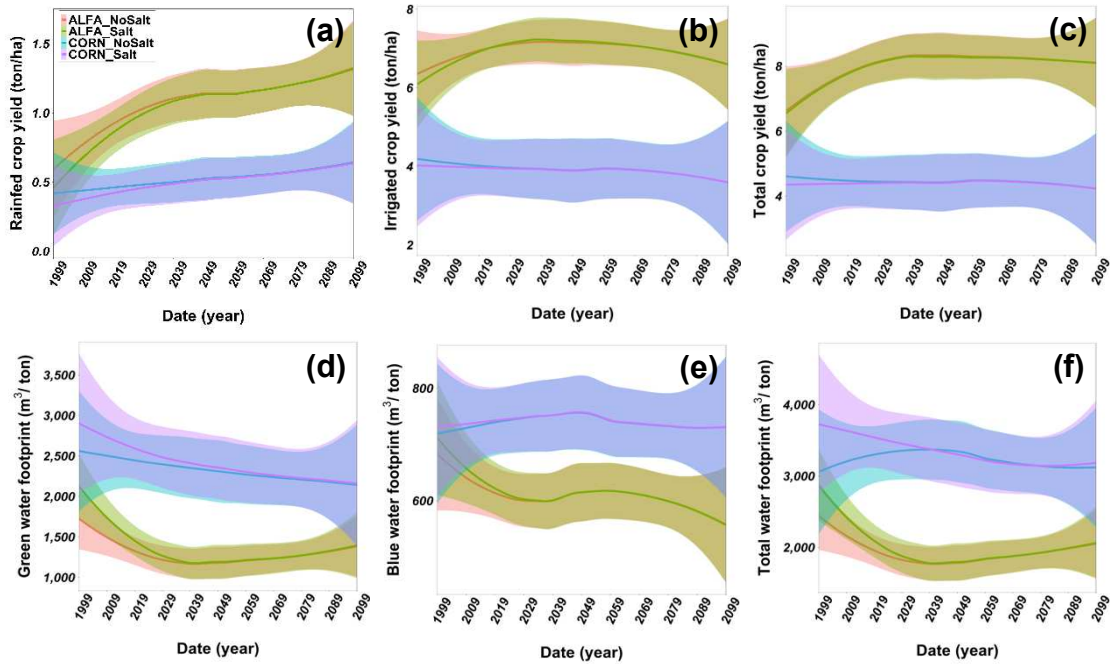 ALFA_NoSalt
ALFA_Salt
CORN_NoSalt
CORN_Salt
(a)
Rainfed crop yield (ton/ha)
1.5
1.0
0.5
0.0
1999 2009 2019 2029 2039 2049 2059 2069 2079 2089 2099
Date (year)
(b)
Irrigated crop yield (ton/ha)
8
6
4
2
1999 2009 2019 2029 2039 2049 2059 2069 2079 2089 2099
Date (year)
(c)
Total crop yield (ton/ha)
8
6
4
1999 2009 2019 2029 2039 2049 2059 2069 2079 2089 2099
Date (year)
(d)
Green water footprint (m³/ ton)
3,500
3,000
2,500
2,000
1,500
1,000
1999 2009 2019 2029 2039 2049 2059 2069 2079 2089 2099
Date (year)
(e)
Blue water footprint (m³/ ton)
800
600
1999 2009 2019 2029 2039 2049 2059 2069 2079 2089 2099
Date (year)
(f)
Total water footprint (m³/ ton)
4,000
3,000
2,000
1999 2009 2019 2029 2039 2049 2059 2069 2079 2089 2099
Date (year)